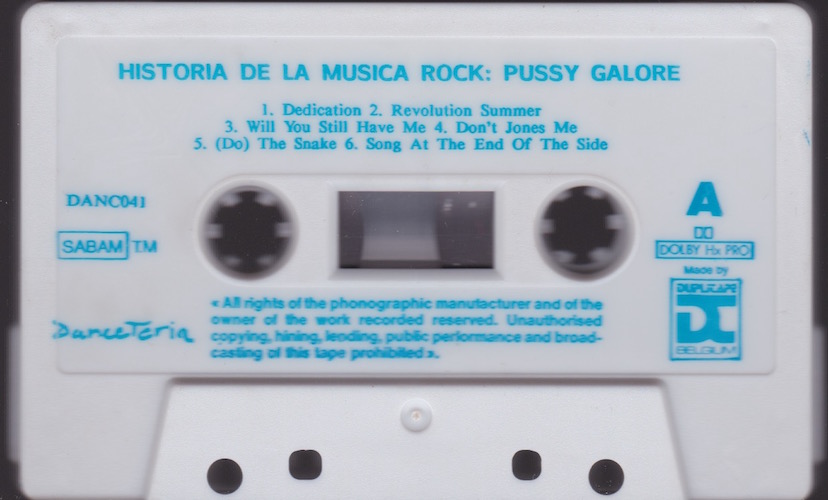 HISTORIA DE LA MUSICA ROCK: PUSSY GALORE
1. Dedication 2. Revolution Summer
3. Will You Still Have Me 4. Don't Jones Me
5. (Do) The Snake 6. Song At The End Of The Side
DANC041
SABAM TM
DanceTeria
A
DOLBY Hx PRO
Made by
DUPLITAPE
DC
BELGIUM
« All rights of the phonographic manufacturer and of the
owner of the work recorded reserved. Unauthorised
copying, hining, lending, public performance and broad-
casting of this tape prohibited ».